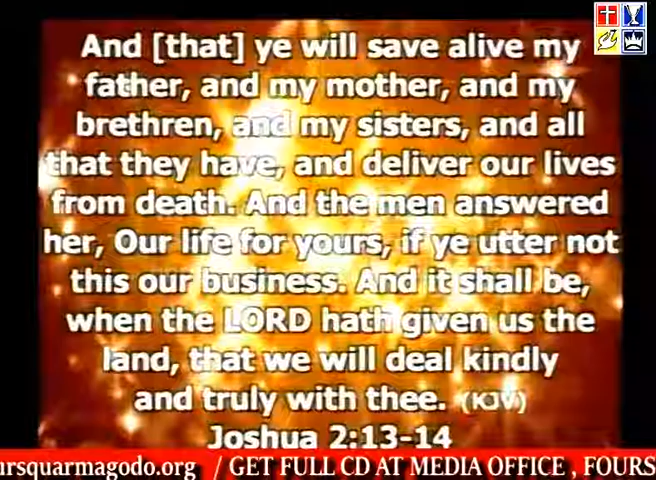 And [that] ye will save alive my
father, and my mother, and my
brethren, and my sisters, and all
that they have, and deliver our lives
from death. And the men answered
her, Our life for yours, if ye utter not
this our business. And it shall be,
when the LORD hath given us the
land, that we will deal kindly
and truly with thee. (KJV)
Joshua 2:13-14
ursquarmagodo.org / GET FULL CD AT MEDIA OFFICE , FOURS